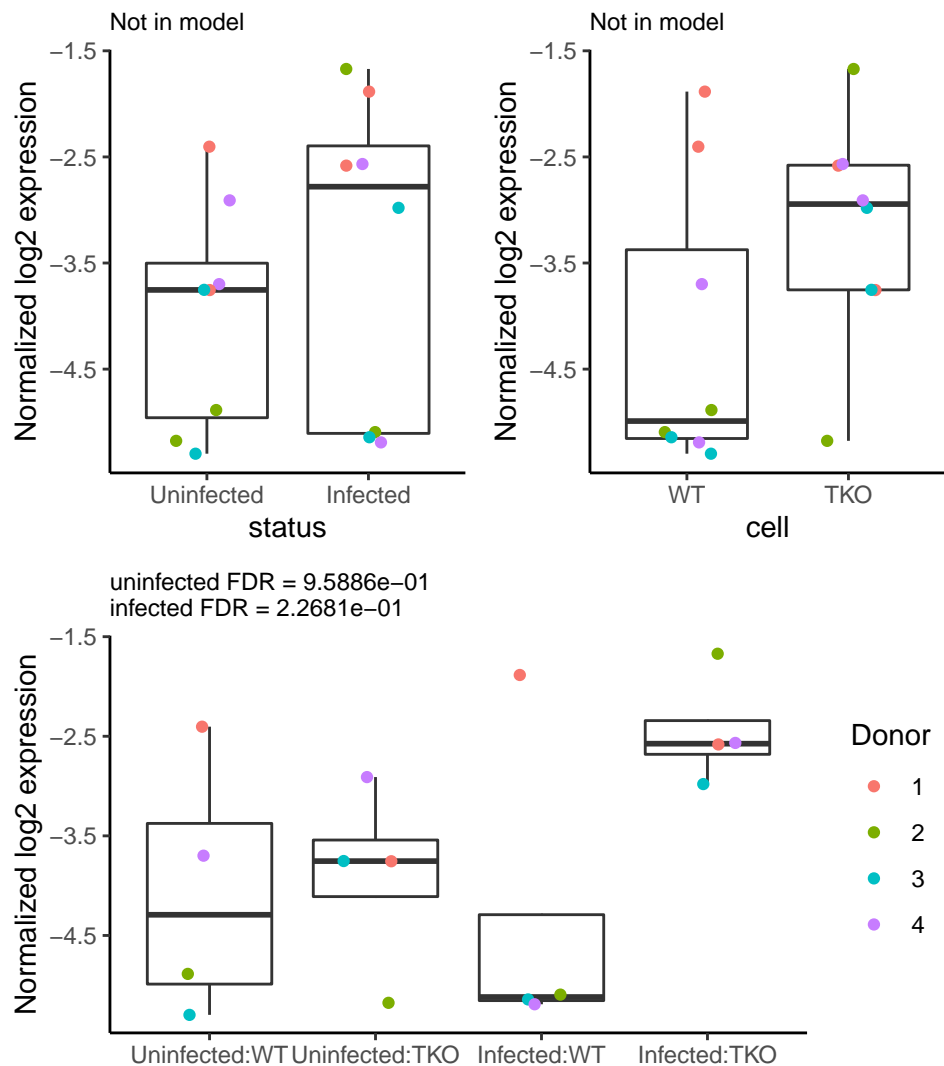 Not in model
Normalized log2 expression
−1.5
−2.5
−3.5
−4.5
Uninfected
Infected
status
Not in model
Normalized log2 expression
−1.5
−2.5
−3.5
−4.5
WT
TKO
cell
uninfected FDR = 9.5886e−01
infected FDR = 2.2681e−01
Normalized log2 expression
−1.5
−2.5
−3.5
−4.5
Uninfected:WT
Uninfected:TKO
Infected:WT
Infected:TKO
Donor
1
2
3
4